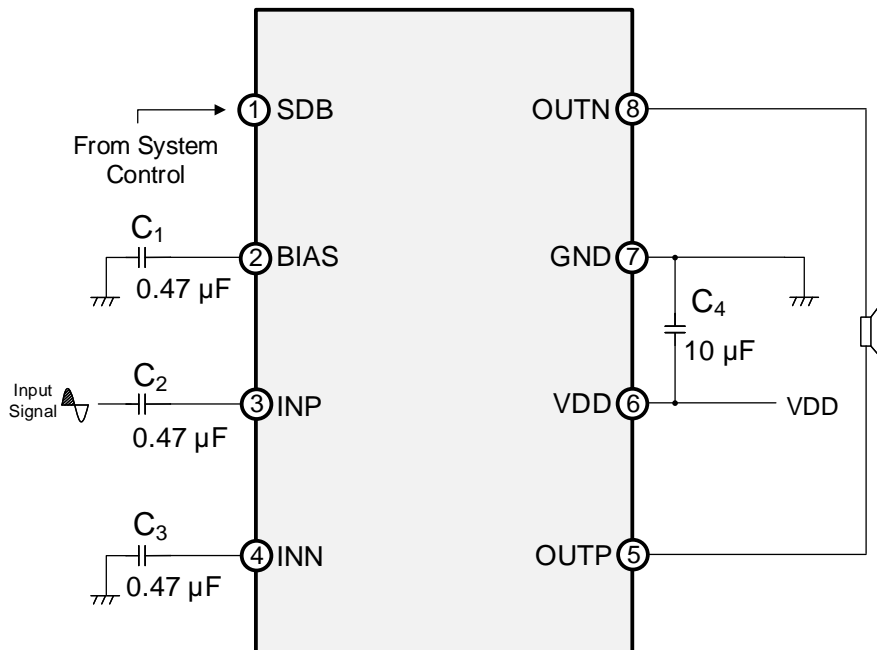 1 SDB
From System
Control
C₁
0.47 µF
2 BIAS
Input
Signal
C₂
0.47 µF
3 INP
C₃
0.47 µF
4 INN
OUTN 8
GND 7
C₄
10 µF
VDD 6
VDD
OUTP 5